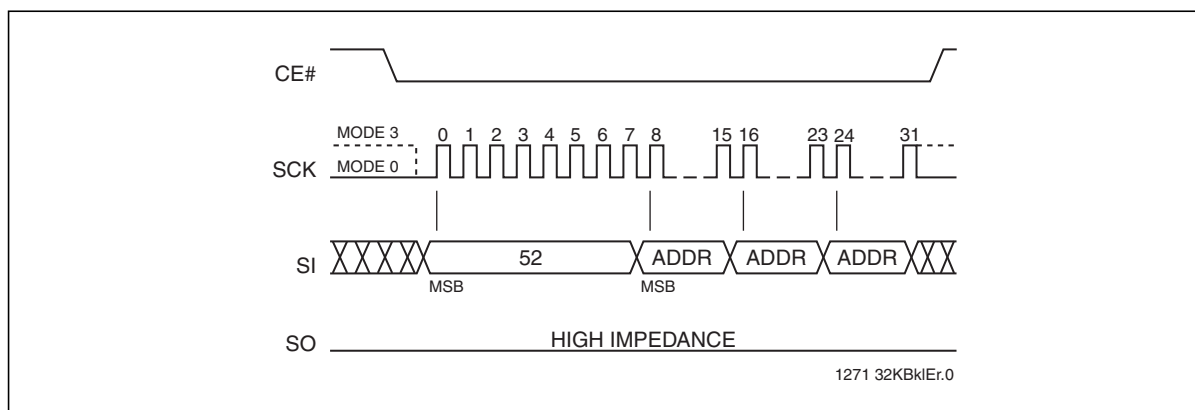 CE#
MODE 3
0 1 2 3 4 5 6 7 8 15 16 23 24 31
SCK
MODE 0
SI
52 ADDR ADDR ADDR
MSB MSB
SO
HIGH IMPEDANCE
1271 32KBklEr.0